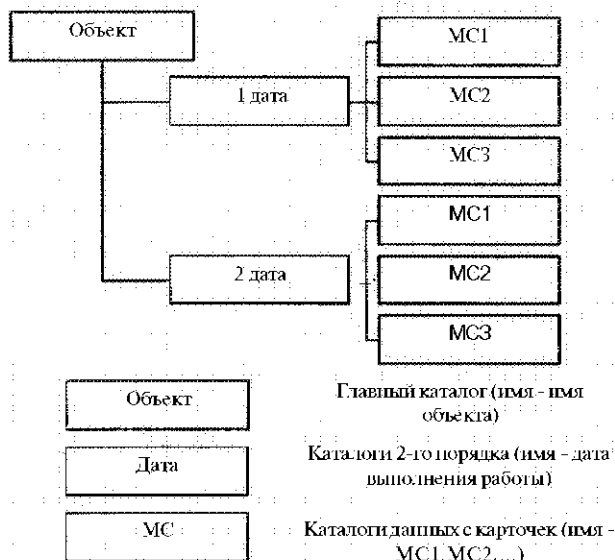 Объект
МС1
1 дата
МС2
МС3
МС1
2 дата
МС2
МС3
Объект
Главный каталог (имя - имя
объекта)
Дата
Каталоги 2-го порядка (имя - дата
выполнения работы)
МС
Каталоги данных с карточек (имя -
МС1, МС2, ...)